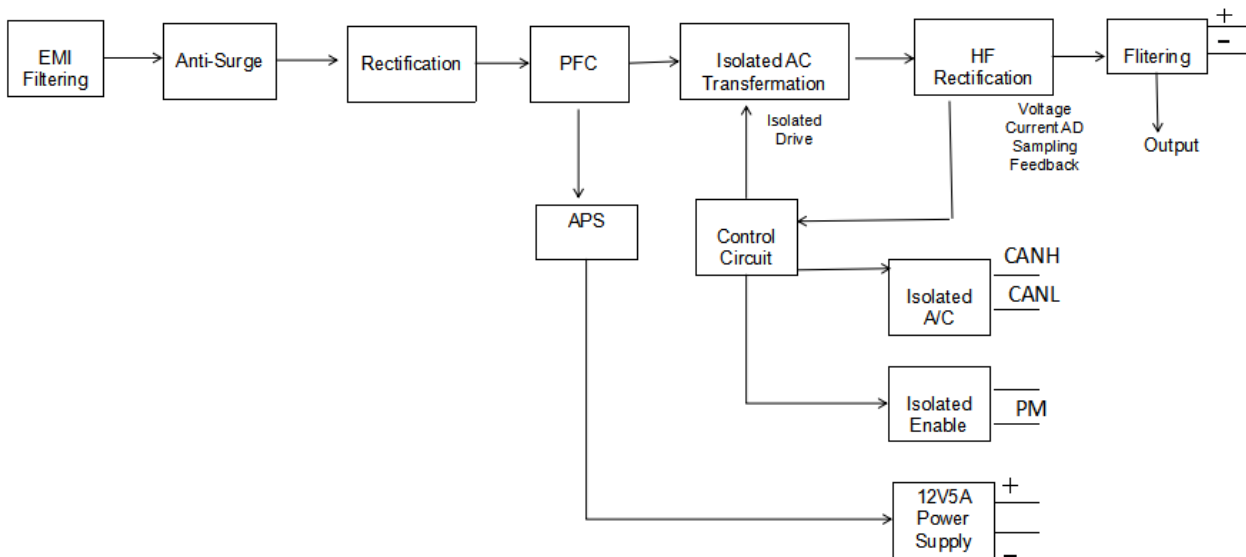 EMI
Filtering
Anti-Surge
Rectification
PFC
Isolated AC
Transfermation
HF
Rectification
Flitering
+
-
Isolated
Drive
Voltage
Current AD
Sampling
Feedback
Output
APS
Control
Circuit
Isolated
A/C
CANH
CANL
Isolated
Enable
PM
12V5A
Power
Supply
+
-